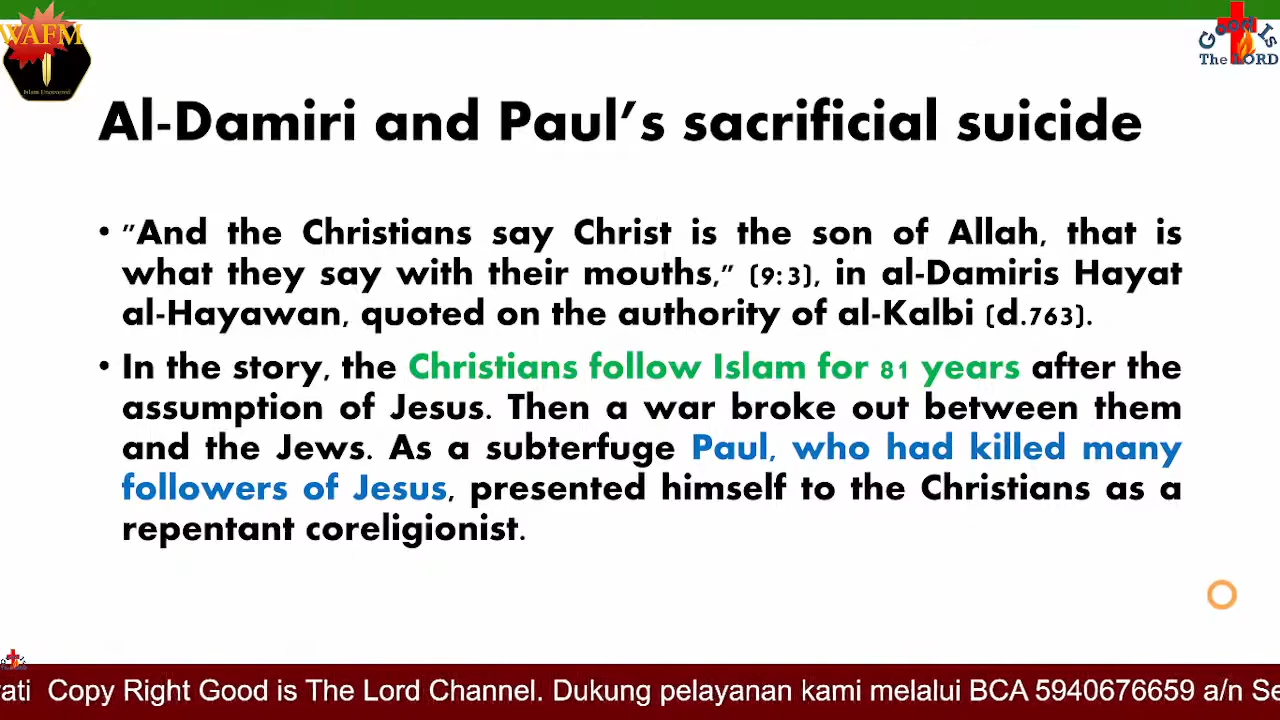 WAFM
Islam Uncovered
Good Is
The LORD
Al-Damiri and Paul’s sacrificial suicide
• ”And the Christians say Christ is the son of Allah, that is
what they say with their mouths,” (9:3), in al-Damiris Hayat
al-Hayawan, quoted on the authority of al-Kalbi (d.763).
• In the story, the Christians follow Islam for 81 years after the
assumption of Jesus. Then a war broke out between them
and the Jews. As a subterfuge Paul, who had killed many
followers of Jesus, presented himself to the Christians as a
repentant coreligionist.
rati Copy Right Good is The Lord Channel. Dukung pelayanan kami melalui BCA 5940676659 a/n Se